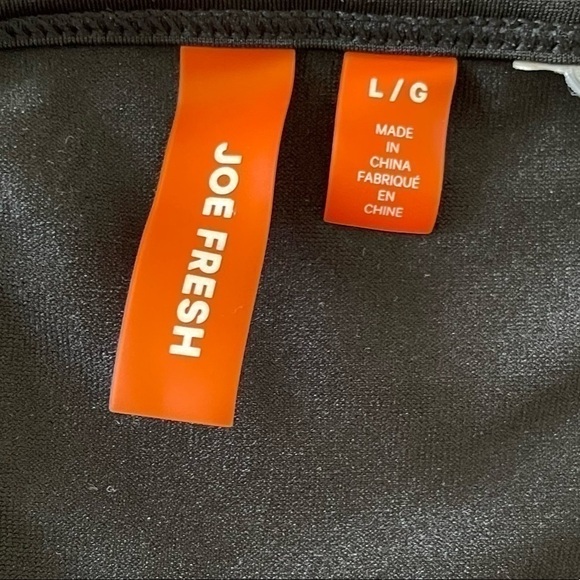 JOE FRESH
L / G
MADE
IN
CHINA
FABRIQUÉ
EN
CHINE